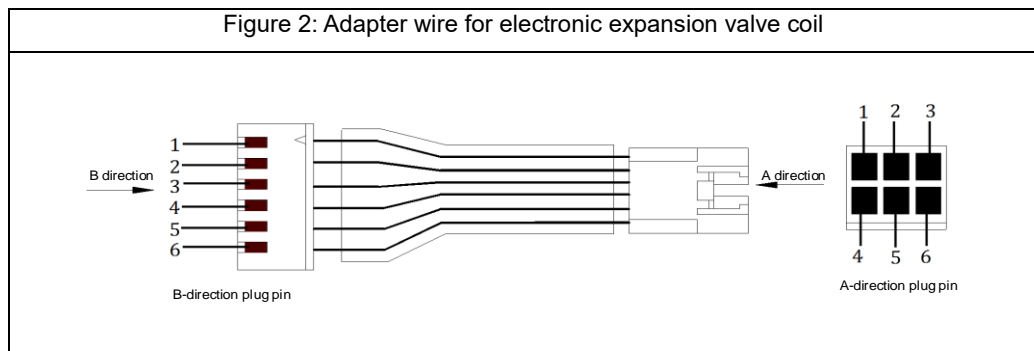 Figure 2: Adapter wire for electronic expansion valve coil
1
2
3
4
5
6
B direction
B-direction plug pin
A direction
1 2 3
4 5 6
A-direction plug pin